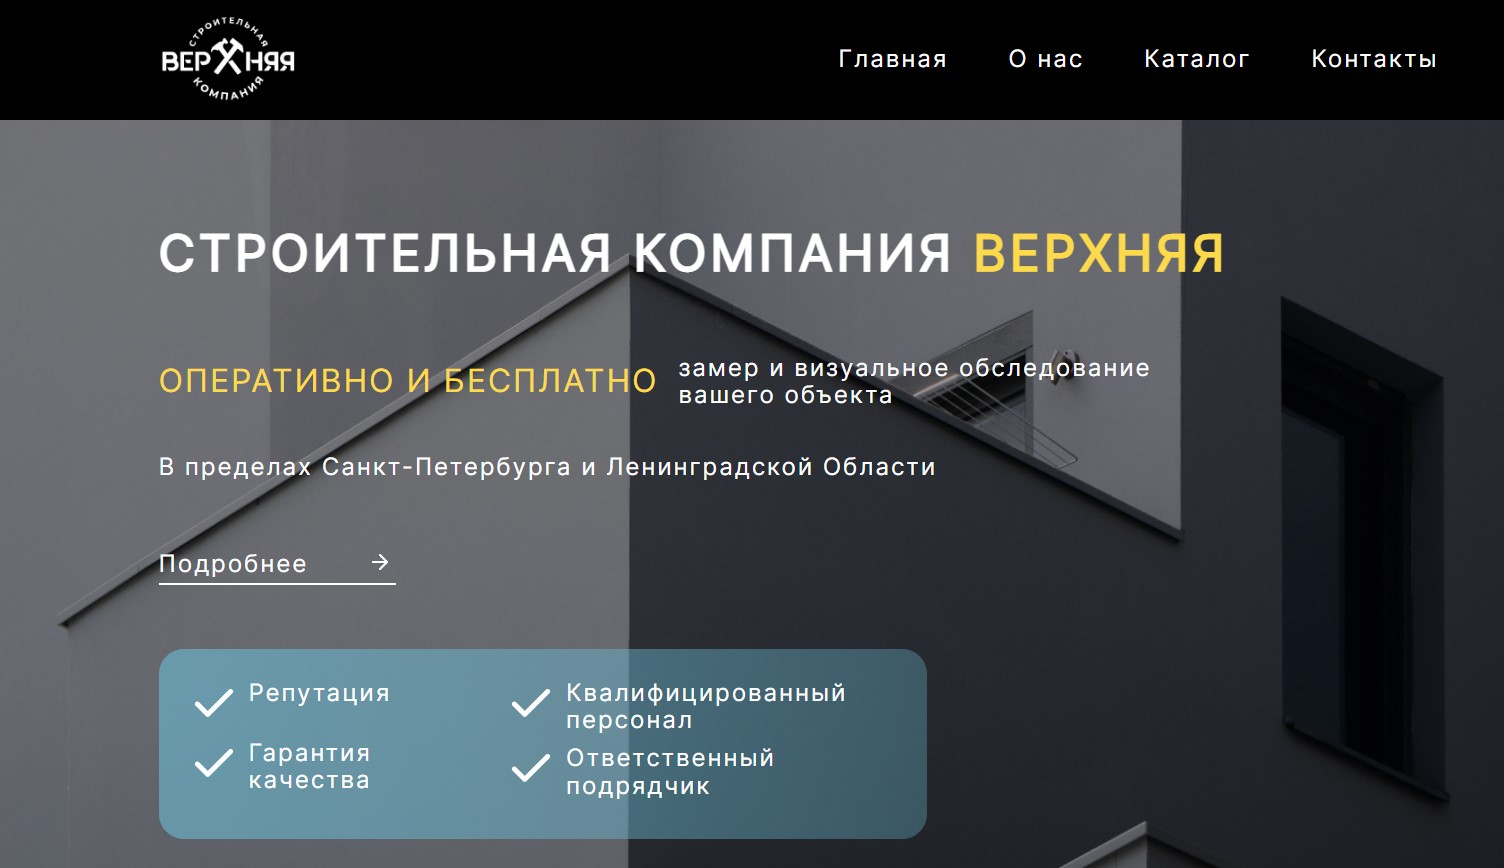 СТРОИТЕЛЬНАЯ
ВЕРХНЯЯ
КОМПАНИЯ
Главная О нас Каталог Контакты
СТРОИТЕЛЬНАЯ КОМПАНИЯ ВЕРХНЯЯ
ОПЕРАТИВНО И БЕСПЛАТНО замер и визуальное обследование
вашего объекта
В пределах Санкт-Петербурга и Ленинградской Области
Подробнее →
Репутация
Гарантия
качества
Квалифицированный
персонал
Ответственный
подрядчик